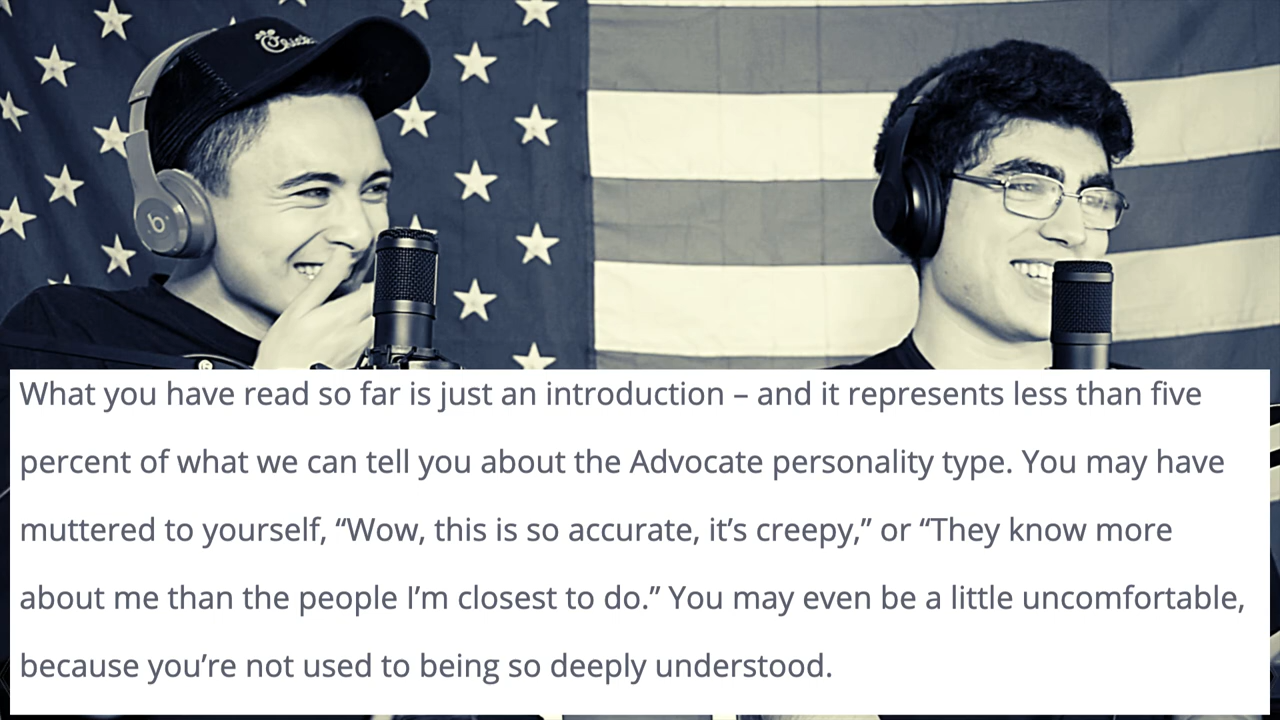 What you have read so far is just an introduction – and it represents less than five
percent of what we can tell you about the Advocate personality type. You may have
muttered to yourself, “Wow, this is so accurate, it’s creepy,” or “They know more
about me than the people I’m closest to do.” You may even be a little uncomfortable,
because you’re not used to being so deeply understood.